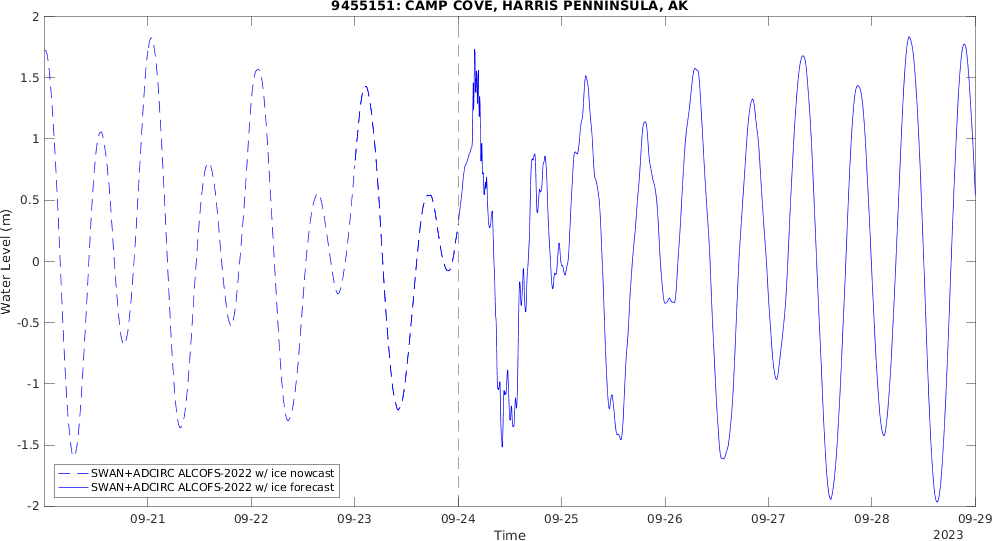 9455151: CAMP COVE, HARRIS PENNINSULA, AK
2
1.5
1
0.5
0
-0.5
-1
-1.5
-2
Water Level (m)
SWAN+ADCIRC ALCOFS-2022 w/ ice nowcast
SWAN+ADCIRC ALCOFS-2022 w/ ice forecast
09-21 09-22 09-23 09-24 09-25 09-26 09-27 09-28 09-29
Time
2023